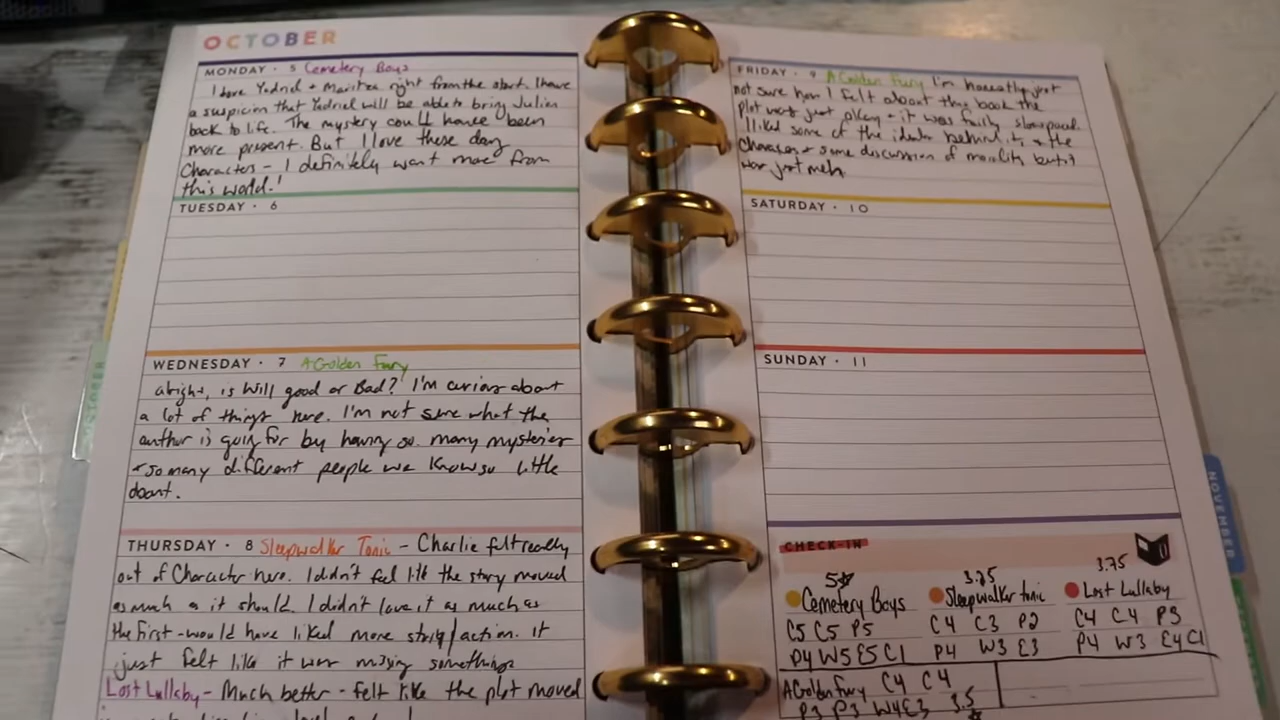 OCTOBER
MONDAY · 5 Cemetery Boys
I love Yadriel + Maritza right from the start. I have
a suspicion that Yadriel will be able to bring Julian
back to life. The mystery could have been
more present. But I love these
Characters - I definitely want more from
this world!
TUESDAY · 6
WEDNESDAY · 7 A Golden Fury
alright, is Will good or Bad? I'm curious about
a lot of things here. I'm not sure what the
author is going for by having so many mysteries
+ so many different people we know so little
about.
THURSDAY · 8 Sleepwalker Tonic - Charlie felt really
out of Character here. I didn't feel like the story moved
as much as it should. I didn't love it as much as
the first - would have liked more story/action. It
just felt like it was missing something
Lost Lullaby - Much better - felt like the plot moved
FRIDAY · 9 A Golden Fury I'm honestly just
not sure how I felt about this book the
plot was just okay + it was fairly slow paced.
I liked some of the ideas behind it, + the
characters + some discussion of morality but it
was just meh
SATURDAY · 10
SUNDAY · 11
CHECK-IN
5☆ 3.75 3.75
Cemetery Boys Sleepwalker tonic Lost Lullaby
C5 C5 P5 C4 C3 P2 C4 C4 P3
P4 W5 E5 C1 P4 W3 E3 P4 W3 E4 C1
A Golden Fury C4 C4
P3 P3 W4 E3 3.5
OCTOBER
NOVEMBER